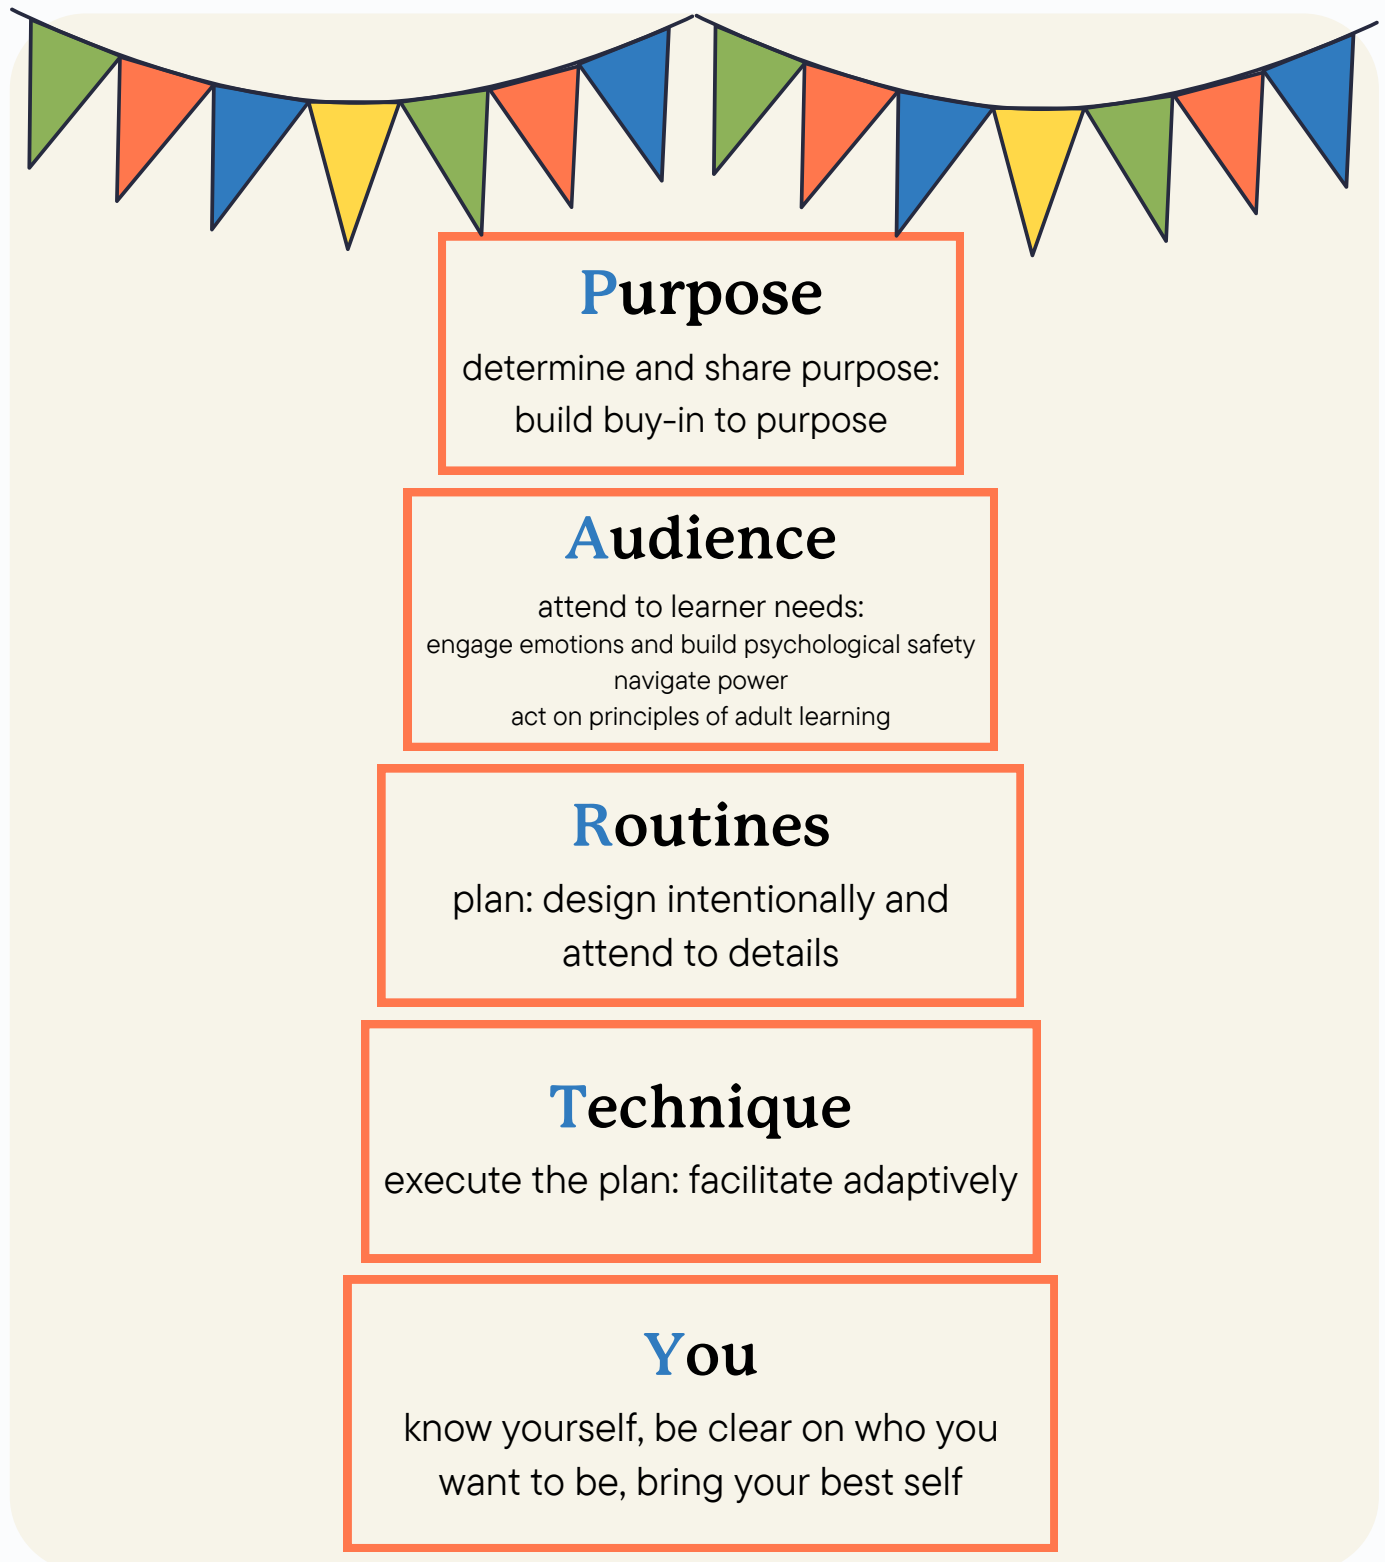 Purpose
determine and share purpose:
build buy-in to purpose
Audience
attend to learner needs:
engage emotions and build psychological safety
navigate power
act on principles of adult learning
Routines
plan: design intentionally and
attend to details
Technique
execute the plan: facilitate adaptively
You
know yourself, be clear on who you
want to be, bring your best self